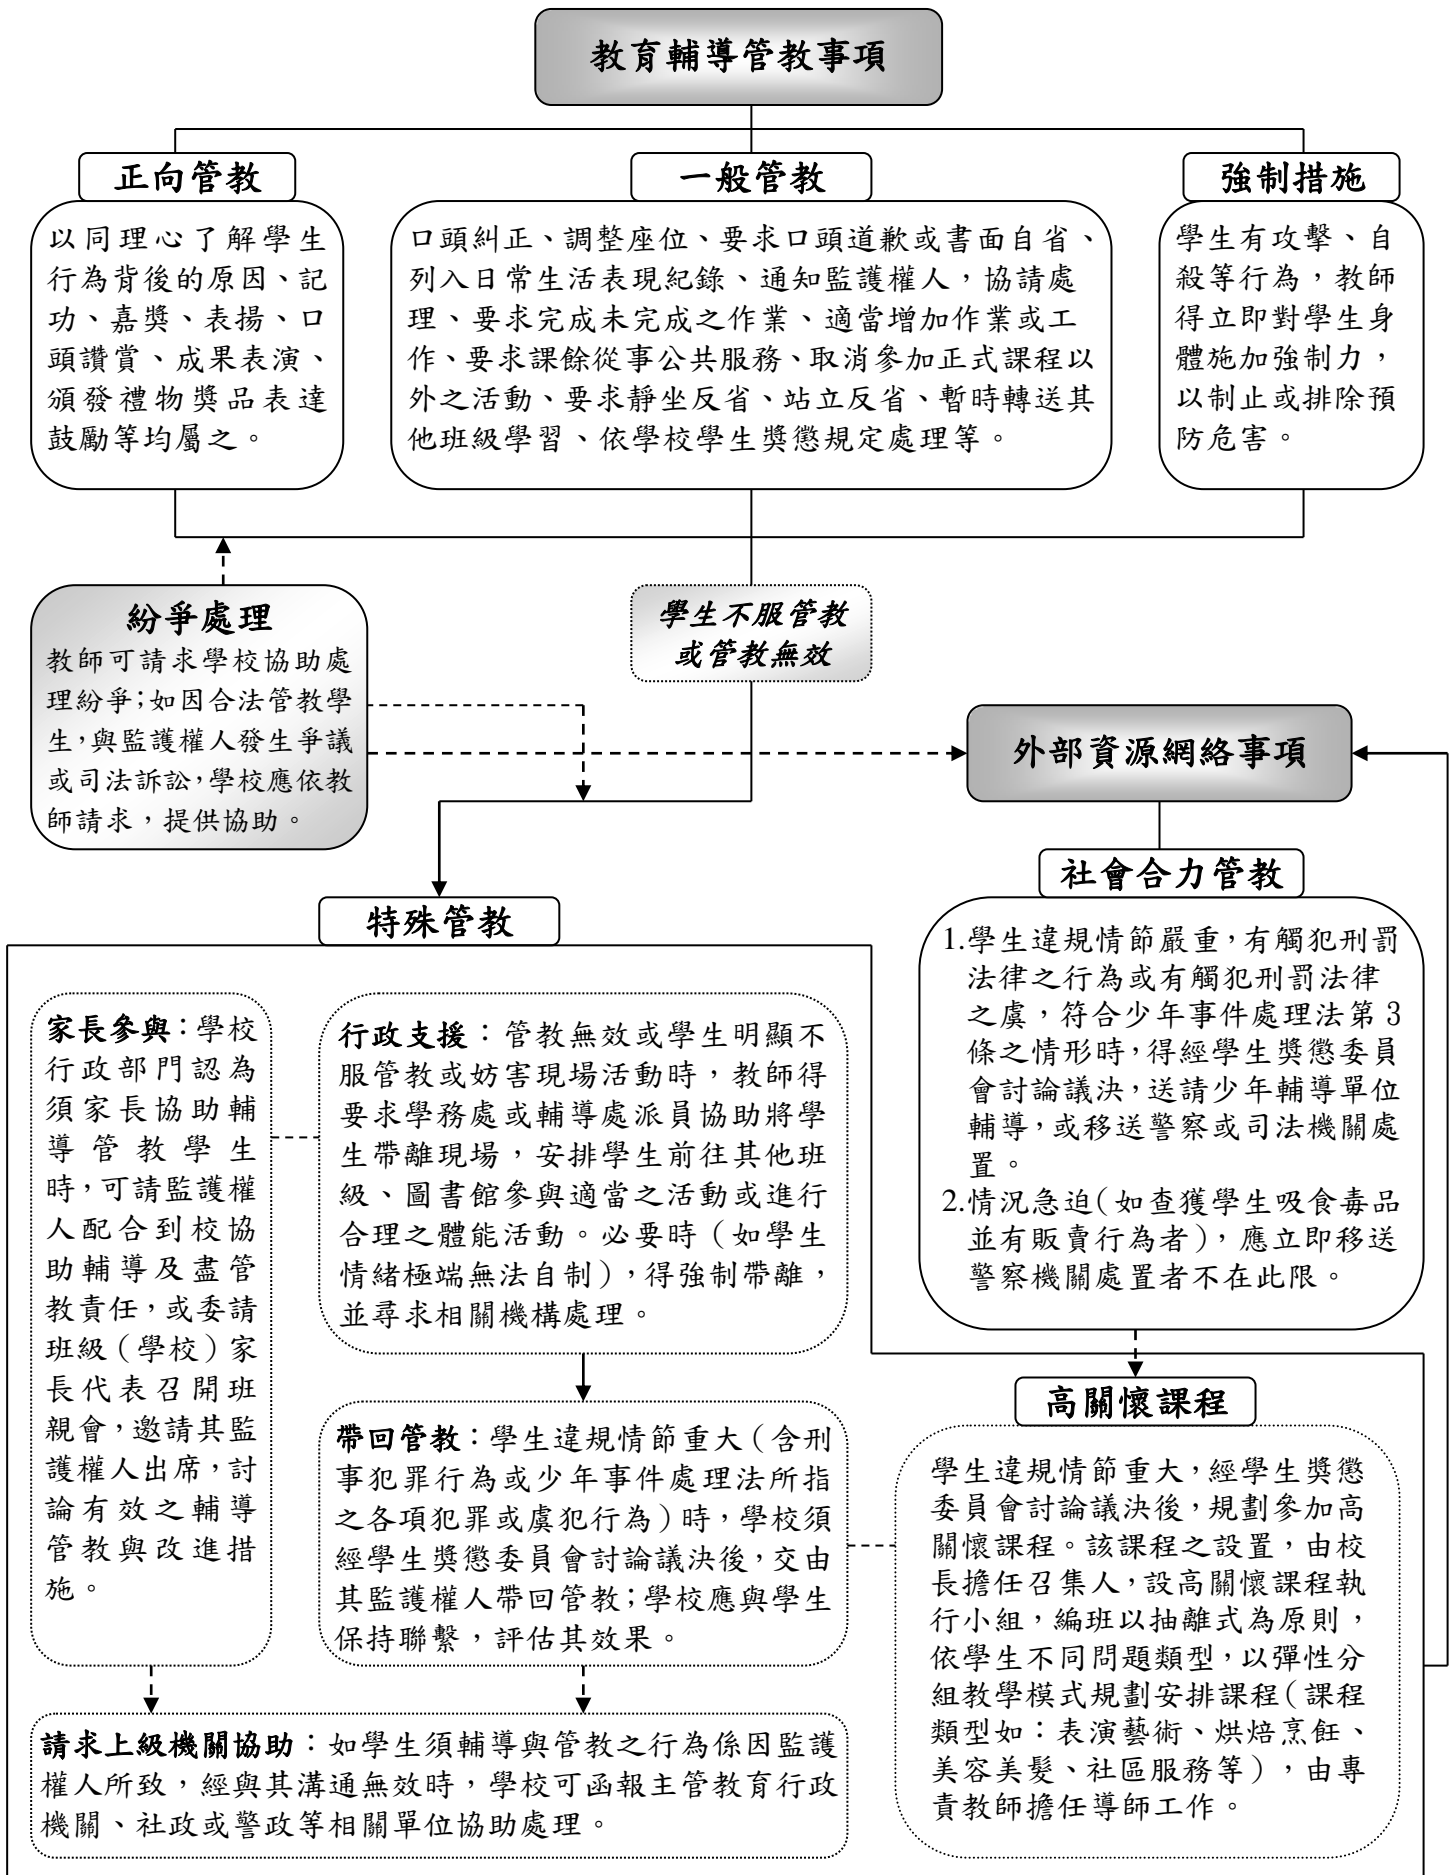 教育輔導管教事項
正向管教
以同理心了解學生
行為背後的原因、記
功、嘉獎、表揚、口
頭讚賞、成果表演、
頒發禮物獎品表達
鼓勵等均屬之。
一般管教
口頭糾正、調整座位、要求口頭道歉或書面自省、
列入日常生活表現紀錄、通知監護權人，協請處
理、要求完成未完成之作業、適當增加作業或工
作、要求課餘從事公共服務、取消參加正式課程以
外之活動、要求靜坐反省、站立反省、暫時轉送其
他班級學習、依學校學生獎懲規定處理等。
強制措施
學生有攻擊、自
殺等行為，教師
得立即對學生身
體施加強制力，
以制止或排除預
防危害。
紛爭處理
教師可請求學校協助處
理紛爭；如因合法管教學
生，與監護權人發生爭議
或司法訴訟，學校應依教
師請求，提供協助。
學生不服管教
或管教無效
外部資源網絡事項
社會合力管教
1.學生違規情節嚴重，有觸犯刑罰
法律之行為或有觸犯刑罰法律
之虞，符合少年事件處理法第 3
條之情形時，得經學生獎懲委員
會討論議決，送請少年輔導單位
輔導，或移送警察或司法機關處
置。
2.情況急迫（如查獲學生吸食毒品
並有販賣行為者），應立即移送
警察機關處置者不在此限。
特殊管教
家長參與：學校
行政部門認為
須家長協助輔
導管教學生
時，可請監護權
人配合到校協
助輔導及盡管
教責任，或委請
班級（學校）家
長代表召開班
親會，邀請其監
護權人出席，討
論有效之輔導
管教與改進措
施。
行政支援：管教無效或學生明顯不
服管教或妨害現場活動時，教師得
要求學務處或輔導處派員協助將學
生帶離現場，安排學生前往其他班
級、圖書館參與適當之活動或進行
合理之體能活動。必要時（如學生
情緒極端無法自制），得強制帶離，
並尋求相關機構處理。
帶回管教：學生違規情節重大（含刑
事犯罪行為或少年事件處理法所指
之各項犯罪或虞犯行為）時，學校須
經學生獎懲委員會討論議決後，交由
其監護權人帶回管教；學校應與學生
保持聯繫，評估其效果。
請求上級機關協助：如學生須輔導與管教之行為係因監護
權人所致，經與其溝通無效時，學校可函報主管教育行政
機關、社政或警政等相關單位協助處理。
高關懷課程
學生違規情節重大，經學生獎懲
委員會討論議決後，規劃參加高
關懷課程。該課程之設置，由校
長擔任召集人，設高關懷課程執
行小組，編班以抽離式為原則，
依學生不同問題類型，以彈性分
組教學模式規劃安排課程（課程
類型如：表演藝術、烘焙烹飪、
美容美髮、社區服務等），由專
責教師擔任導師工作。